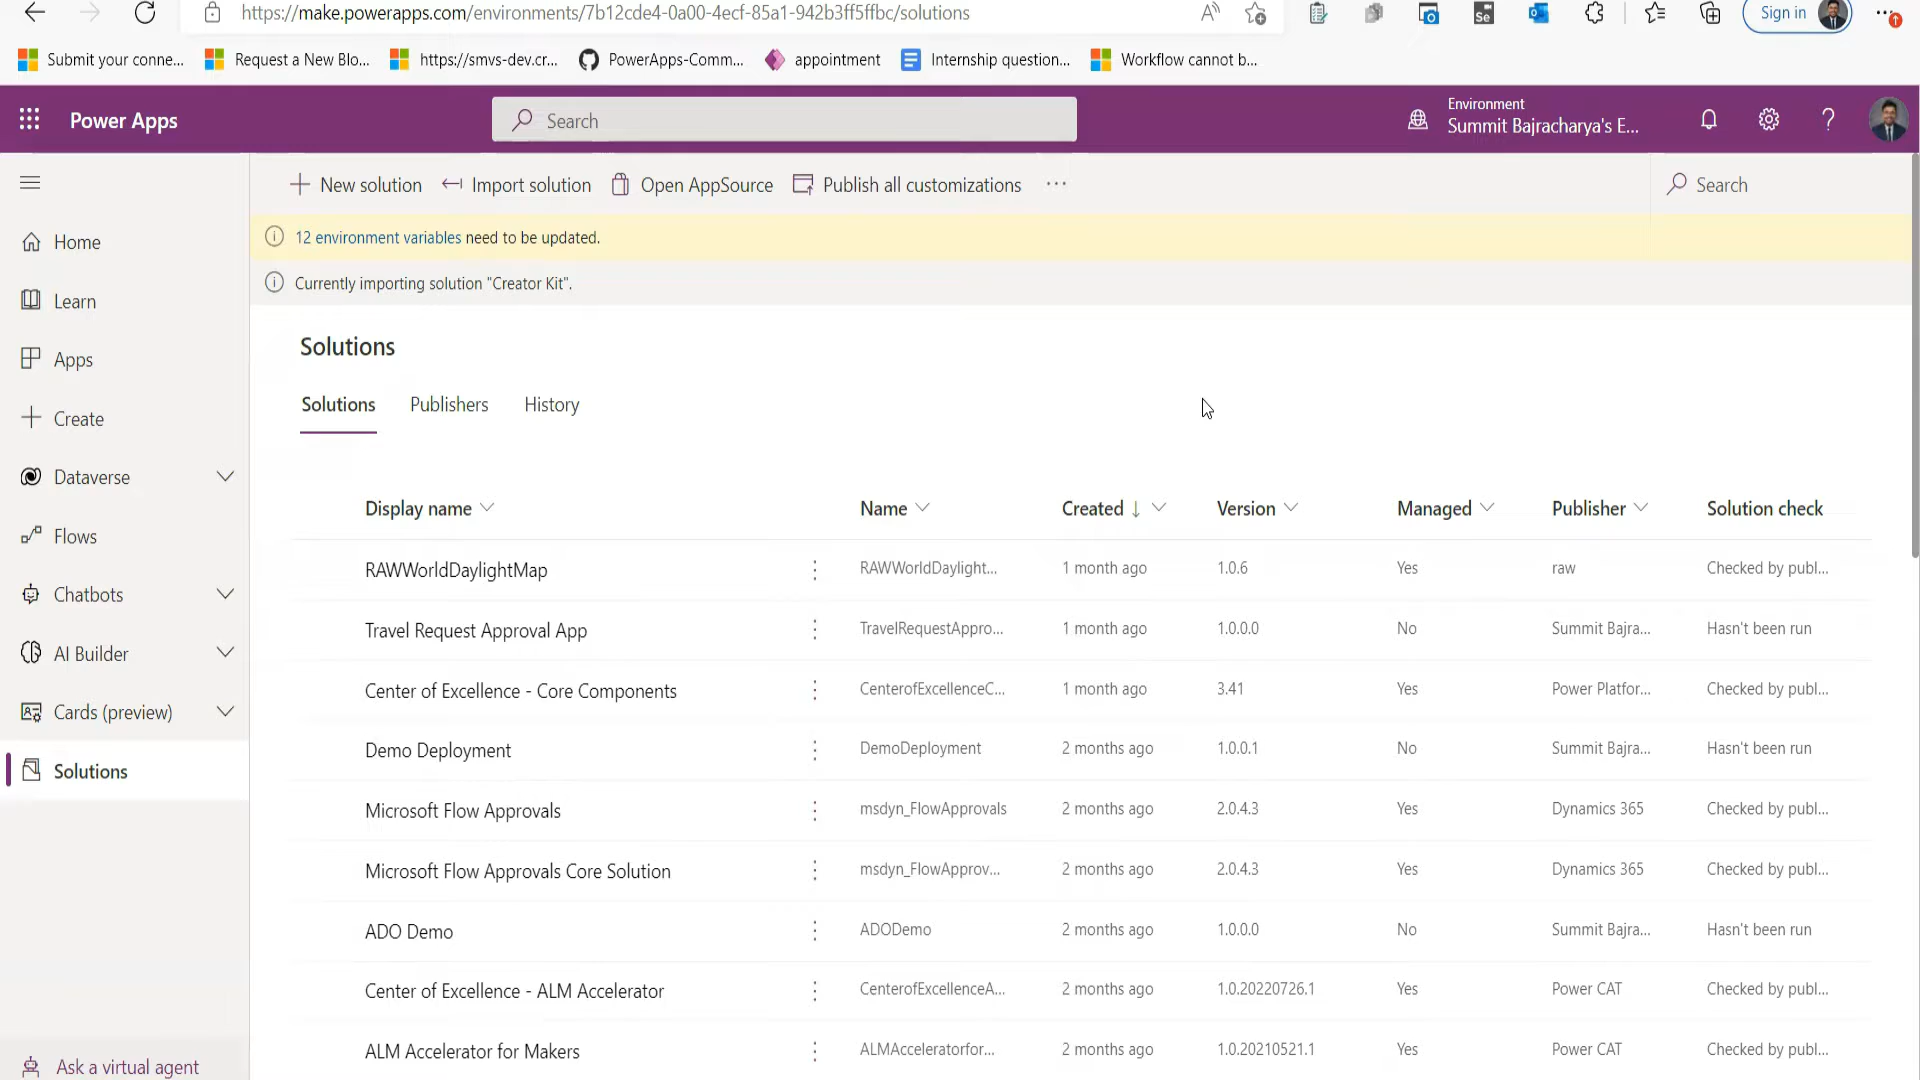 https://make.powerapps.com/environments/7b12cde4-0a00-4ecf-85a1-942b3ff5ffbc/solutions
Sign in
Submit your conne...
Request a New Blo...
https://smvs-dev.cr...
PowerApps-Comm...
appointment
Internship question...
Workflow cannot b...
Power Apps
Search
Environment
Summit Bajracharya's E...
New solution
Import solution
Open AppSource
Publish all customizations
Search
12 environment variables need to be updated.
Currently importing solution "Creator Kit".
Home
Learn
Apps
Create
Dataverse
Flows
Chatbots
AI Builder
Cards (preview)
Solutions
Ask a virtual agent
Solutions
Solutions Publishers History
Display name Name Created Version Managed Publisher Solution check
RAWWorldDaylightMap RAWWorldDaylight... 1 month ago 1.0.6 Yes raw Checked by publ...
Travel Request Approval App TravelRequestAppro... 1 month ago 1.0.0.0 No Summit Bajra... Hasn't been run
Center of Excellence - Core Components CenterofExcellenceC... 1 month ago 3.41 Yes Power Platfor... Checked by publ...
Demo Deployment DemoDeployment 2 months ago 1.0.0.1 No Summit Bajra... Hasn't been run
Microsoft Flow Approvals msdyn_FlowApprovals 2 months ago 2.0.4.3 Yes Dynamics 365 Checked by publ...
Microsoft Flow Approvals Core Solution msdyn_FlowApprov... 2 months ago 2.0.4.3 Yes Dynamics 365 Checked by publ...
ADO Demo ADODemo 2 months ago 1.0.0.0 No Summit Bajra... Hasn't been run
Center of Excellence - ALM Accelerator CenterofExcellenceA... 2 months ago 1.0.20220726.1 Yes Power CAT Checked by publ...
ALM Accelerator for Makers ALMAcceleratorfor... 2 months ago 1.0.20210521.1 Yes Power CAT Checked by publ...